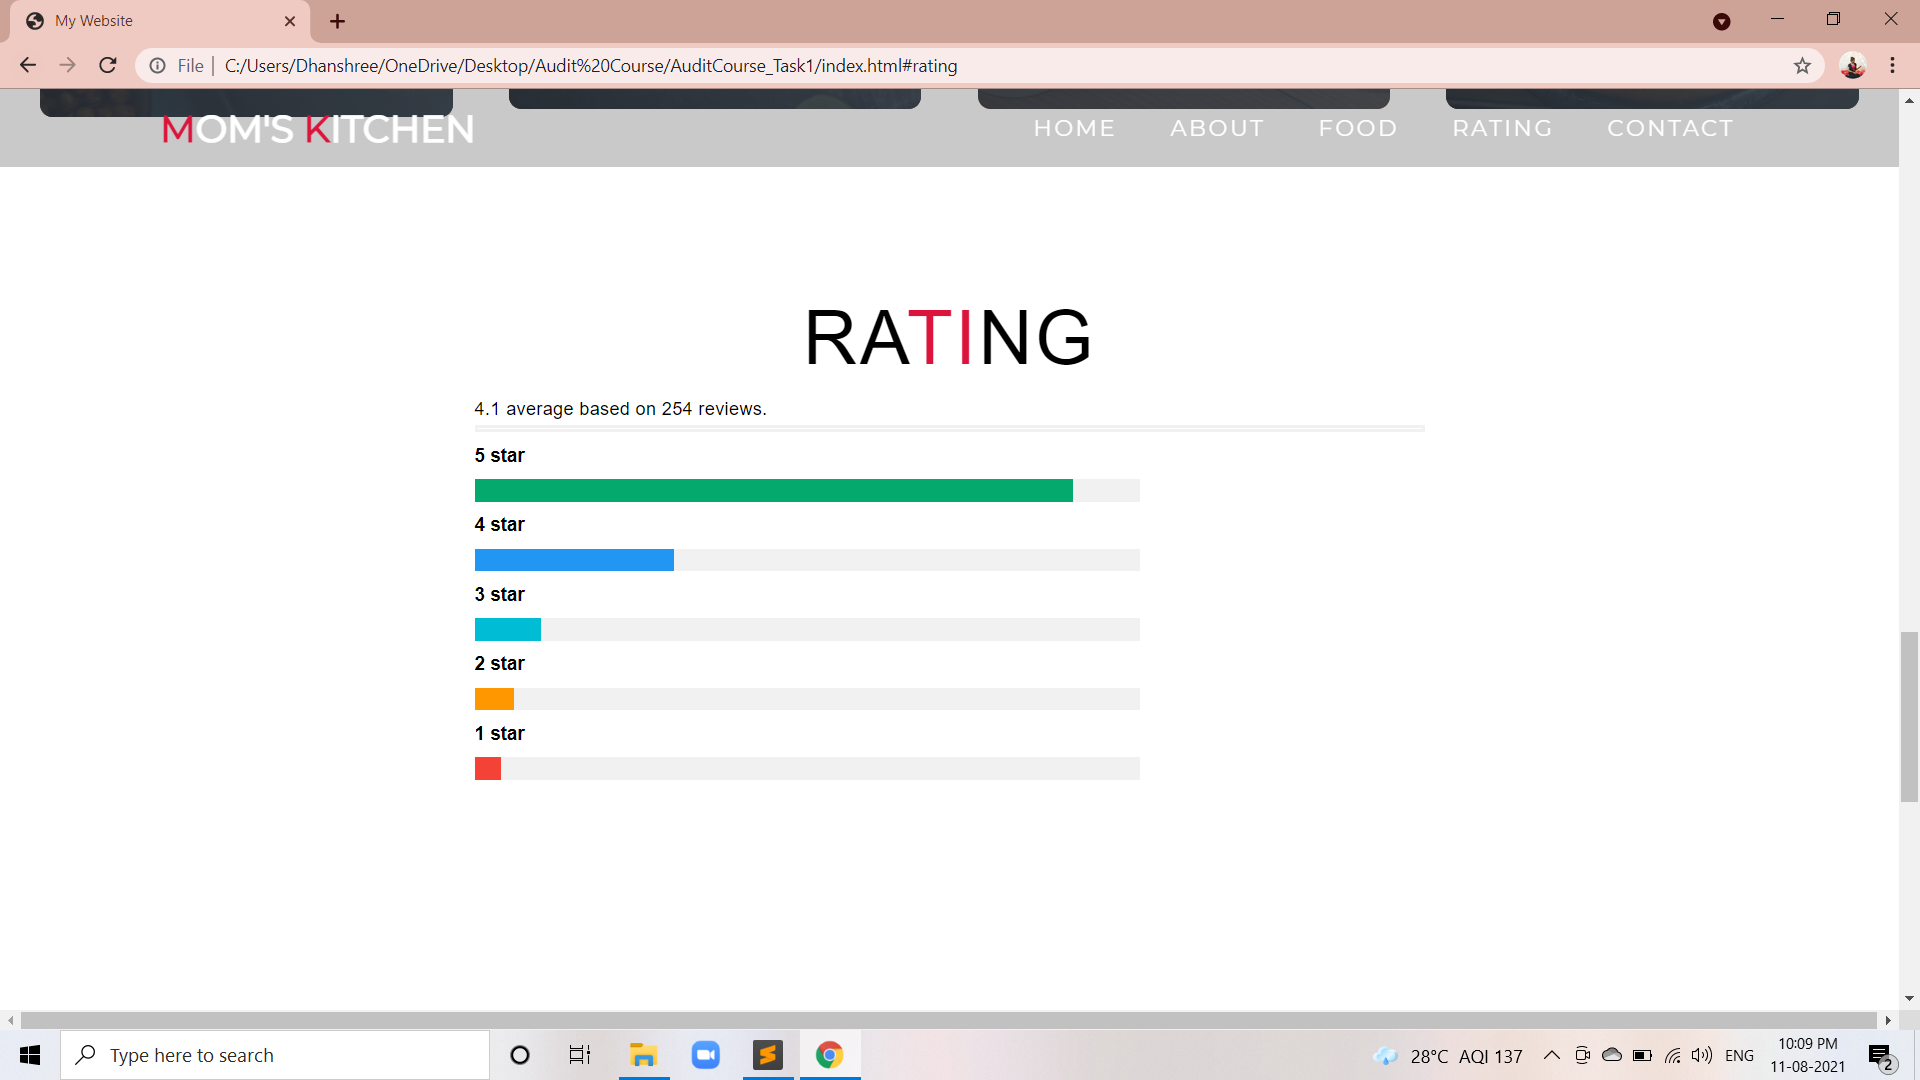 My Website
File
C:/Users/Dhanshree/OneDrive/Desktop/Audit%20Course/AuditCourse_Task1/index.html#rating
MOM'S KITCHEN
HOME ABOUT FOOD RATING CONTACT
RATING
4.1 average based on 254 reviews.
5 star
4 star
3 star
2 star
1 star
Type here to search
28°C AQI 137
ENG
10:09 PM
11-08-2021
2